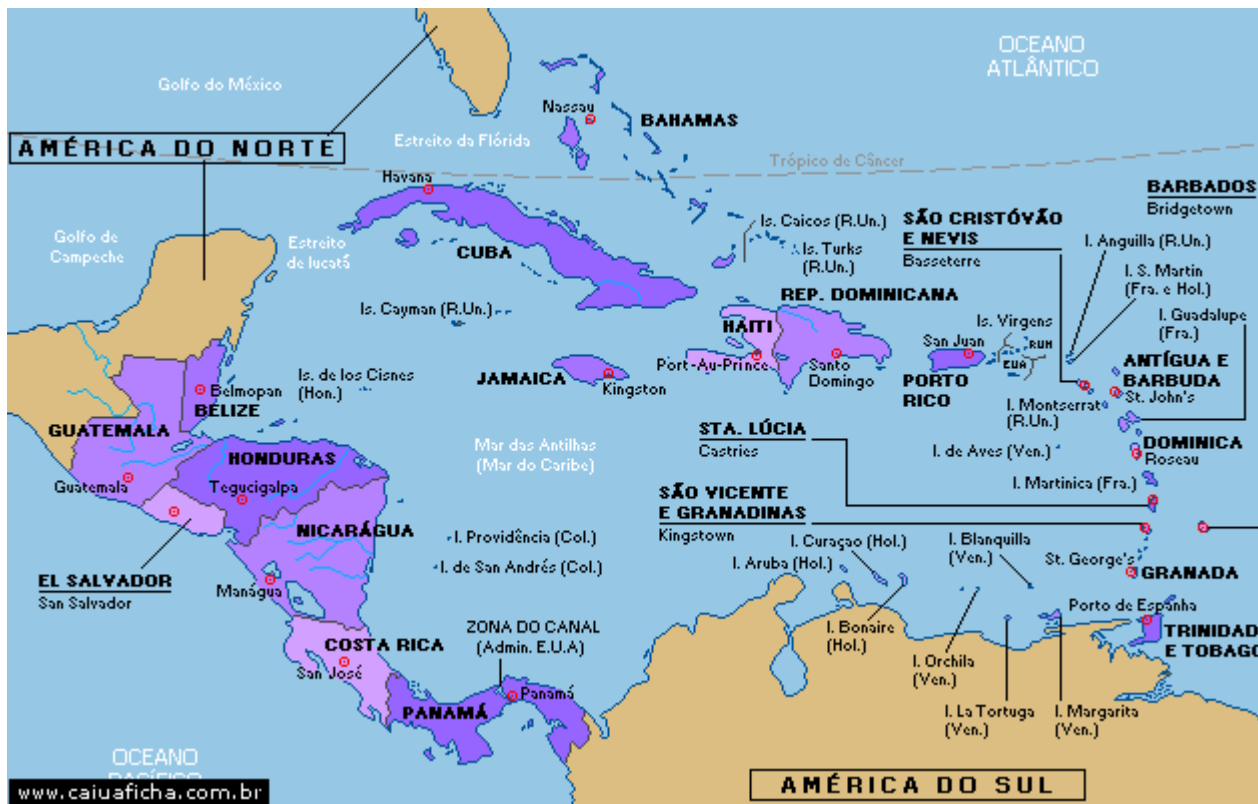 OCEANO
ATLÂNTICO
Golfo do México
Nassau
BAHAMAS
AMÉRICA DO NORTE
Estreito da Flórida
Trópico de Câncer
Havana
BARBADOS
Bridgetown
SÃO CRISTÓVÃO
E NEVIS
Basseterre
Is. Caicos (R.Un.)
Is. Turks
(R.Un.)
I. Anguilla (R.Un.)
Golfo de
Campeche
Estreito
de Iucatã
CUBA
I. S. Martin
(Fra. e Hol.)
REP. DOMINICANA
Is. Cayman (R.Un.)
I. Guadalupe
(Fra.)
HAITI
Is. Virgens
RUN
San Juan
EUA
Port-Au-Prince
Santo
Domingo
PORTO
RICO
ANTÍGUA E
BARBUDA
St. John's
JAMAICA
Kingston
Is. de los Cisnes
(Hon.)
Belmopan
BELIZE
I. Montserrat
(R.Un.)
GUATEMALA
STA. LÚCIA
Castries
Mar das Antilhas
(Mar do Caribe)
I. de Aves (Ven.)
DOMINICA
Roseau
HONDURAS
Guatemala
Tegucigalpa
I. Martinica (Fra.)
SÃO VICENTE
E GRANADINAS
Kingstown
NICARÁGUA
I. Providência (Col.)
I. Curaçao (Hol.)
I. Blanquilla
(Ven.)
I. Aruba (Hol.)
St. George's
GRANADA
I. de San Andrés (Col.)
EL SALVADOR
San Salvador
Manágua
Porto de Espanha
TRINIDAD
E TOBAGO
ZONA DO CANAL
(Admin. E.U.A)
I. Bonaire
(Hol.)
COSTA RICA
San José
I. Orchila
(Ven.)
Panamá
PANAMÁ
I. La Tortuga
(Ven.)
I. Margarita
(Ven.)
OCEANO
PACÍFICO
AMÉRICA DO SUL
www.caiuaficha.com.br